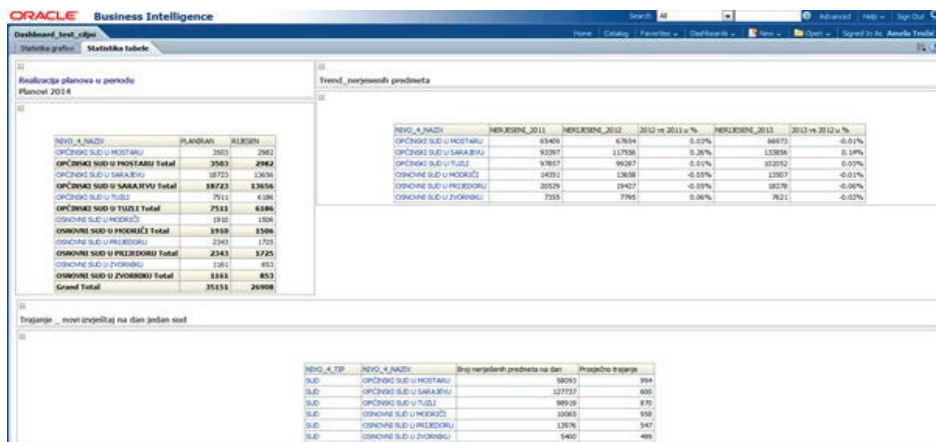 ORACLE Business Intelligence Search All Advanced Help Sign Out
Dashboard_test_ciljni Home Catalog Favorites Dashboards New Open Signed In As Amela
Statistika grafovi Statistika tabele
Realizacija planova u periodu
Planovi 2014
NIVO_4_NAZIV PLANIRAN RIJESEN
OPĆINSKI SUD U MOSTARU 3503 2982
OPĆINSKI SUD U MOSTARU Total 3503 2982
OPĆINSKI SUD U SARAJEVU 18723 13656
OPĆINSKI SUD U SARAJEVU Total 18723 13656
OPĆINSKI SUD U TUZLI 7511 6186
OPĆINSKI SUD U TUZLI Total 7511 6186
OSNOVNI SUD U MODRIČI 1910 1506
OSNOVNI SUD U MODRIČI Total 1910 1506
OSNOVNI SUD U PRIJEDORU 2343 1725
OSNOVNI SUD U PRIJEDORU Total 2343 1725
OSNOVNI SUD U ZVORNIKU 1161 853
OSNOVNI SUD U ZVORNIKU Total 1161 853
Grand Total 35151 26908
Trend_nerjesenih predmeta
NIVO_4_NAZIV NERIJESENI_2011 NERIJESENI_2012 2012 vs 2011 u % NERIJESENI_2013 2013 vs 2012 u %
OPĆINSKI SUD U MOSTARU 65409 67654 0.03% 66973 -0.01%
OPĆINSKI SUD U SARAJEVU 93397 117556 0.26% 133856 0.14%
OPĆINSKI SUD U TUZLI 97857 99287 0.01% 102052 0.03%
OSNOVNI SUD U MODRIČI 14351 13658 -0.05% 13507 -0.01%
OSNOVNI SUD U PRIJEDORU 20529 19427 -0.05% 18278 -0.06%
OSNOVNI SUD U ZVORNIKU 7355 7795 0.06% 7621 -0.02%
Trajanje _ novi izvještaj na dan jedan sud
NIVO_4_TIP NIVO_4_NAZIV Broj neriješenih predmeta na dan Prosječno trajanje
SUD OPĆINSKI SUD U MOSTARU 58093 994
SUD OPĆINSKI SUD U SARAJEVU 127737 600
SUD OPĆINSKI SUD U TUZLI 98919 870
SUD OSNOVNI SUD U MODRIČI 10065 958
SUD OSNOVNI SUD U PRIJEDORU 13976 547
SUD OSNOVNI SUD U ZVORNIKU 5400 499